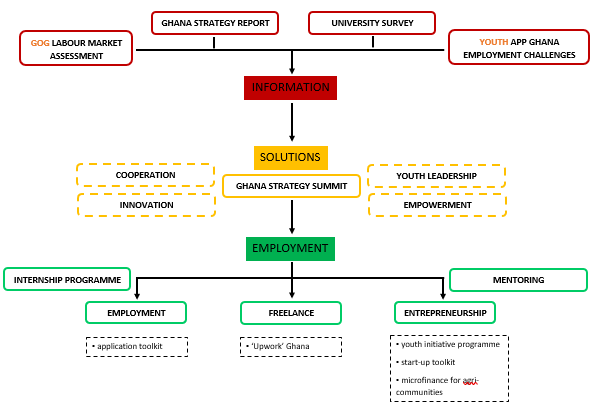 GHANA STRATEGY REPORT
UNIVERSITY SURVEY
GOG LABOUR MARKET
ASSESSMENT
YOUTH APP GHANA
EMPLOYMENT CHALLENGES
INFORMATION
SOLUTIONS
COOPERATION
YOUTH LEADERSHIP
GHANA STRATEGY SUMMIT
INNOVATION
EMPOWERMENT
EMPLOYMENT
INTERNSHIP PROGRAMME
MENTORING
EMPLOYMENT
FREELANCE
ENTREPRENEURSHIP
• application toolkit
• 'Upwork' Ghana
• youth initiative programme
• start-up toolkit
• microfinance for agri-
communities